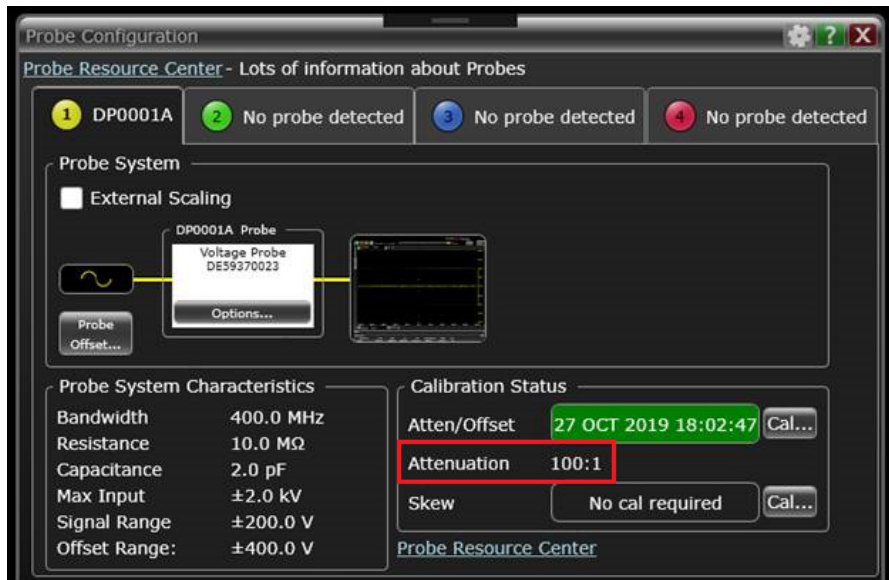 Probe Configuration
?
X
Probe Resource Center - Lots of information about Probes
1 DP0001A
2 No probe detected
3 No probe detected
4 No probe detected
Probe System
External Scaling
DP0001A Probe
Voltage Probe
DE59370023
Options...
Probe
Offset...
Probe System Characteristics
Bandwidth 400.0 MHz
Resistance 10.0 MΩ
Capacitance 2.0 pF
Max Input ±2.0 kV
Signal Range ±200.0 V
Offset Range: ±400.0 V
Calibration Status
Atten/Offset 27 OCT 2019 18:02:47 Cal...
Attenuation 100:1
Skew No cal required Cal...
Probe Resource Center